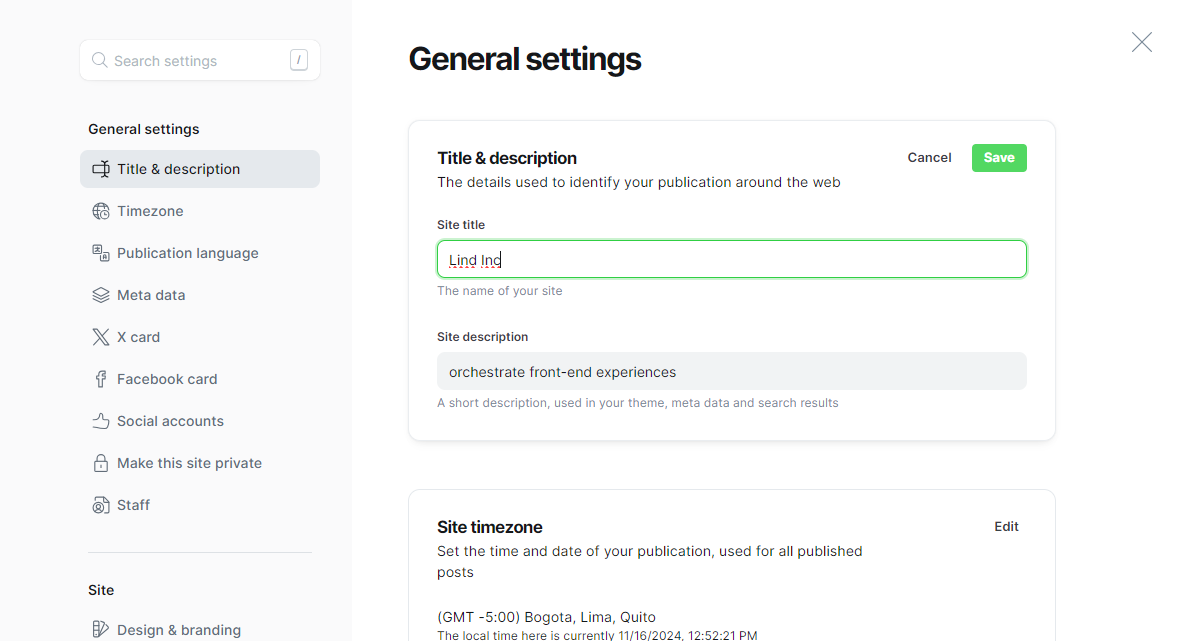 Search settings /
General settings
Title & description
Timezone
Publication language
Meta data
X card
Facebook card
Social accounts
Make this site private
Staff
Site
Design & branding
General settings
Title & description
Cancel
Save
The details used to identify your publication around the web
Site title
Lind Inc
The name of your site
Site description
orchestrate front-end experiences
A short description, used in your theme, meta data and search results
Site timezone
Edit
Set the time and date of your publication, used for all published
posts
(GMT -5:00) Bogota, Lima, Quito
The local time here is currently 11/16/2024, 12:52:21 PM